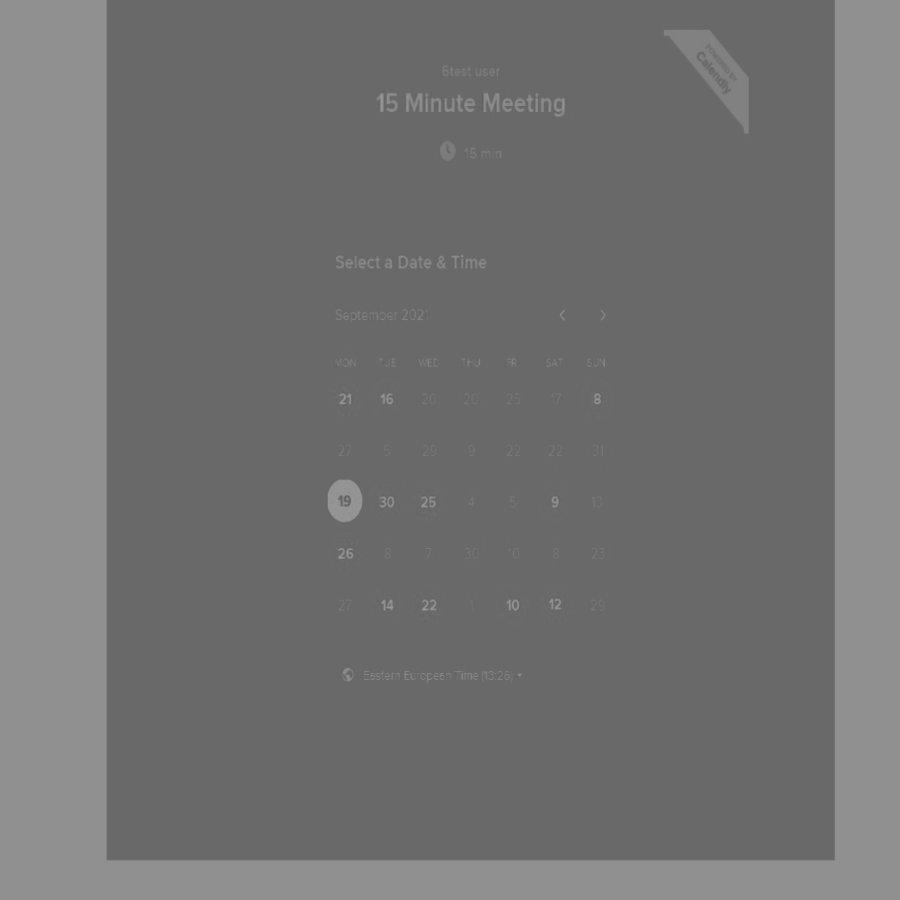 POWERED BY
Calendly
6test user
15 Minute Meeting
15 min
Select a Date & Time
September 2021
MON TUE WED THU FRI SAT SUN
21 16 20 20 25 17 8
27 5 29 9 22 22 31
19 30 25 4 5 9 13
26 8 7 30 10 8 23
27 14 22 1 10 12 29
Eastern European Time (13:26)